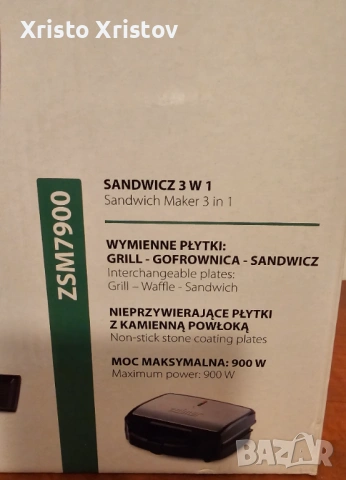 Xristo Xristov
ZSM7900
SANDWICZ 3 W 1
Sandwich Maker 3 in 1
WYMIENNE PŁYTKI:
GRILL - GOFROWNICA - SANDWICZ
Interchangeable plates:
Grill – Waffle - Sandwich
NIEPRZYWIERAJĄCE PŁYTKI
Z KAMIENNĄ POWŁOKĄ
Non-stick stone coating plates
MOC MAKSYMALNA: 900 W
Maximum power: 900 W
BAZAR